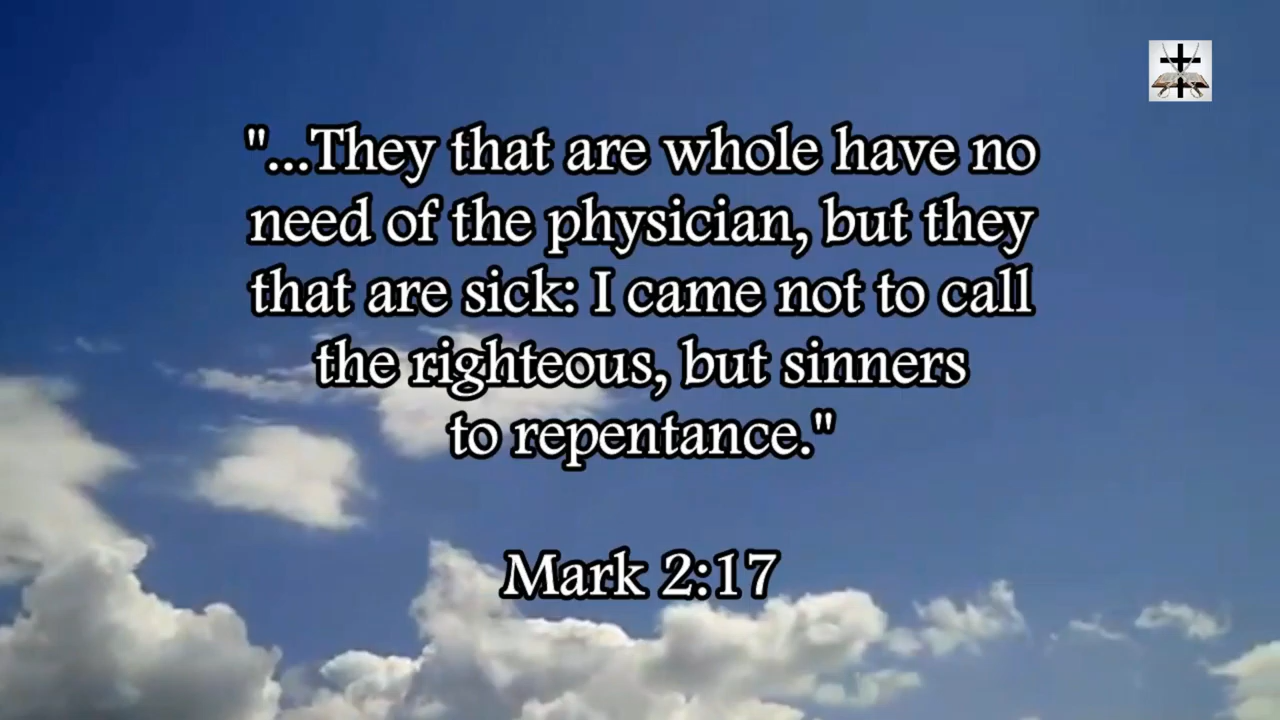 "...They that are whole have no
need of the physician, but they
that are sick: I came not to call
the righteous, but sinners
to repentance."
Mark 2:17